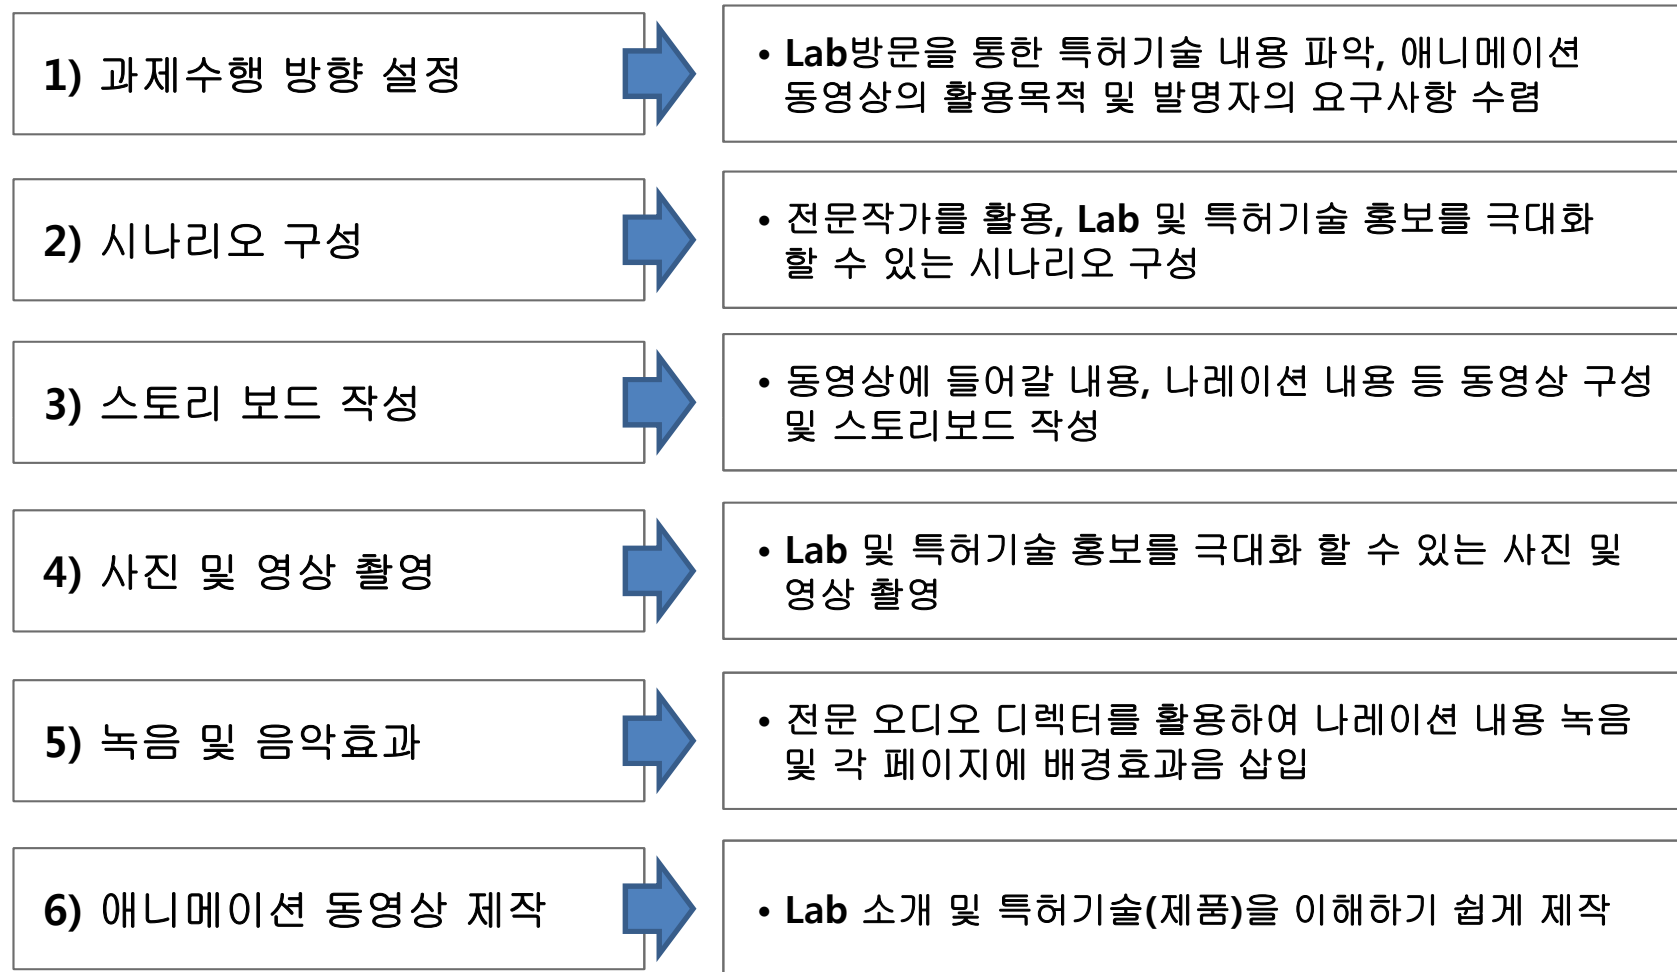 1) 과제수행 방향 설정
• Lab방문을 통한 특허기술 내용 파악, 애니메이션
동영상의 활용목적 및 발명자의 요구사항 수렴
2) 시나리오 구성
• 전문작가를 활용, Lab 및 특허기술 홍보를 극대화
할 수 있는 시나리오 구성
3) 스토리 보드 작성
• 동영상에 들어갈 내용, 나레이션 내용 등 동영상 구성
및 스토리보드 작성
4) 사진 및 영상 촬영
• Lab 및 특허기술 홍보를 극대화 할 수 있는 사진 및
영상 촬영
5) 녹음 및 음악효과
• 전문 오디오 디렉터를 활용하여 나레이션 내용 녹음
및 각 페이지에 배경효과음 삽입
6) 애니메이션 동영상 제작
• Lab 소개 및 특허기술(제품)을 이해하기 쉽게 제작